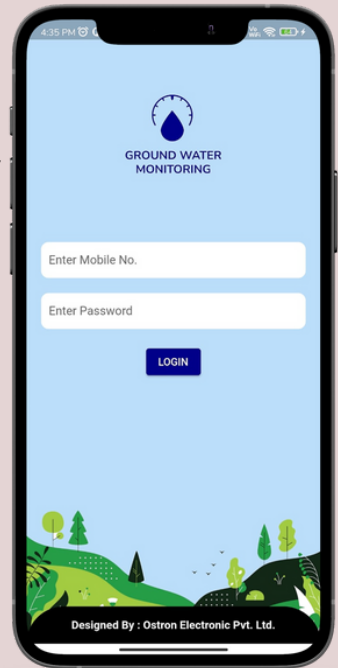 4:35 PM
GROUND WATER
MONITORING
Enter Mobile No.
Enter Password
LOGIN
Designed By : Ostron Electronic Pvt. Ltd.